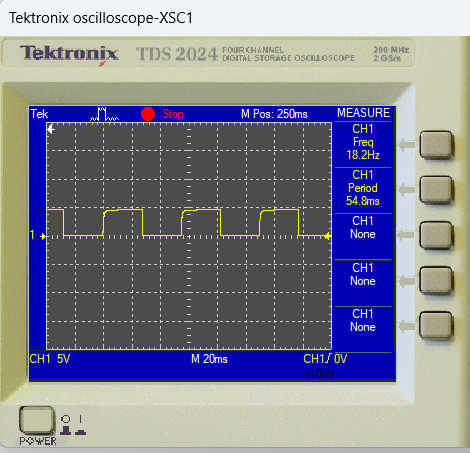 Tektronix oscilloscope-XSC1
Tektronix TDS 2024 FOUR CHANNEL DIGITAL STORAGE OSCILLOSCOPE 200 MHz 2 GS/s
Tek Stop M Pos: 250ms MEASURE
CH1
Freq
18.2Hz
CH1
Period
54.8ms
CH1
None
CH1
None
CH1
None
1
CH1 5V M 20ms CH1 0V
<10Hz
POWER